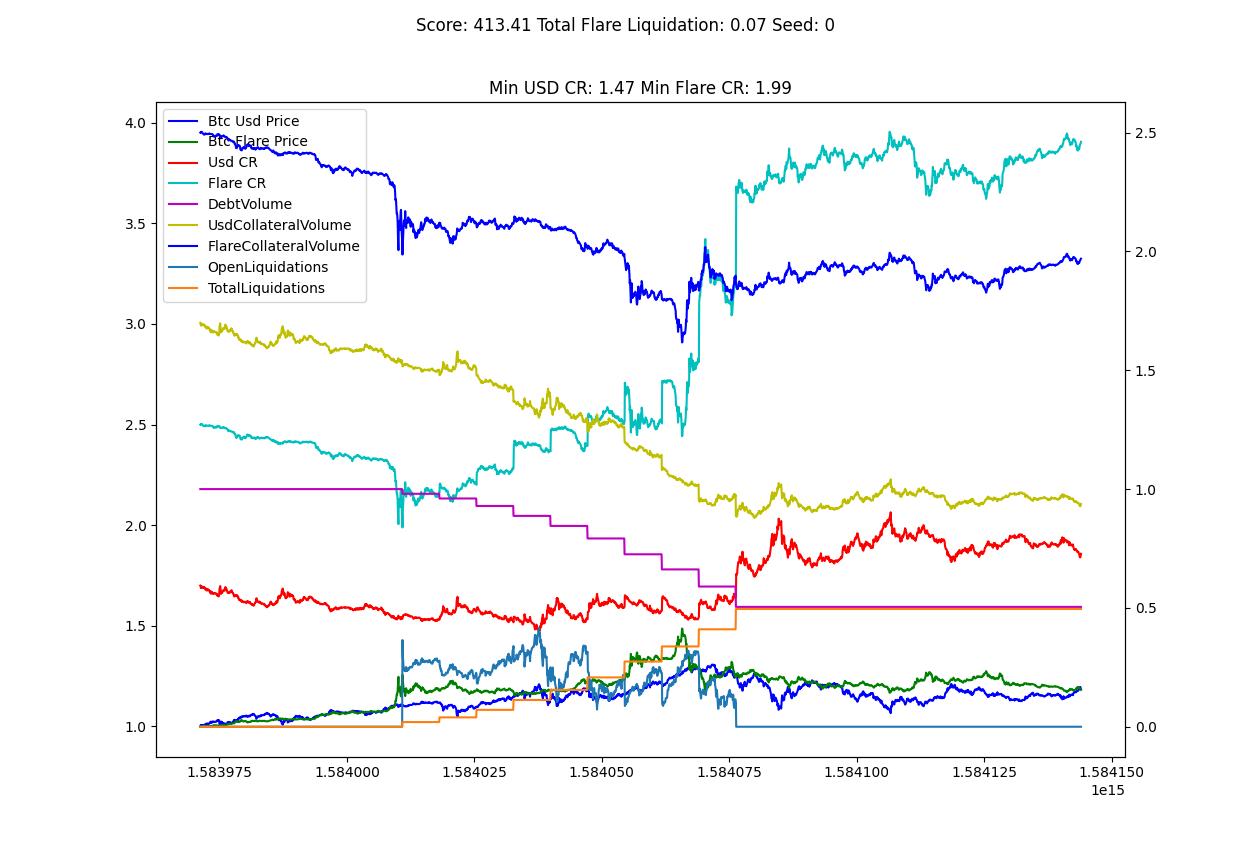 Score: 413.41 Total Flare Liquidation: 0.07 Seed: 0
Min USD CR: 1.47 Min Flare CR: 1.99
Btc Usd Price
Btc Flare Price
Usd CR
Flare CR
DebtVolume
UsdCollateralVolume
FlareCollateralVolume
OpenLiquidations
TotalLiquidations
4.0
3.5
3.0
2.5
2.0
1.5
1.0
2.5
2.0
1.5
1.0
0.5
0.0
1.583975 1.584000 1.584025 1.584050 1.584075 1.584100 1.584125 1.584150
1e15